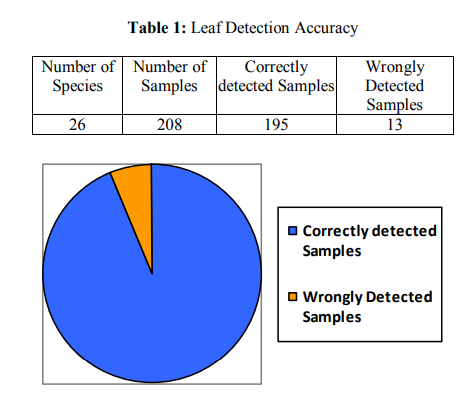 Table 1: Leaf Detection Accuracy
Number of Species
Number of Samples
Correctly detected Samples
Wrongly Detected Samples
26 208 195 13
Correctly detected
Samples
Wrongly Detected
Samples